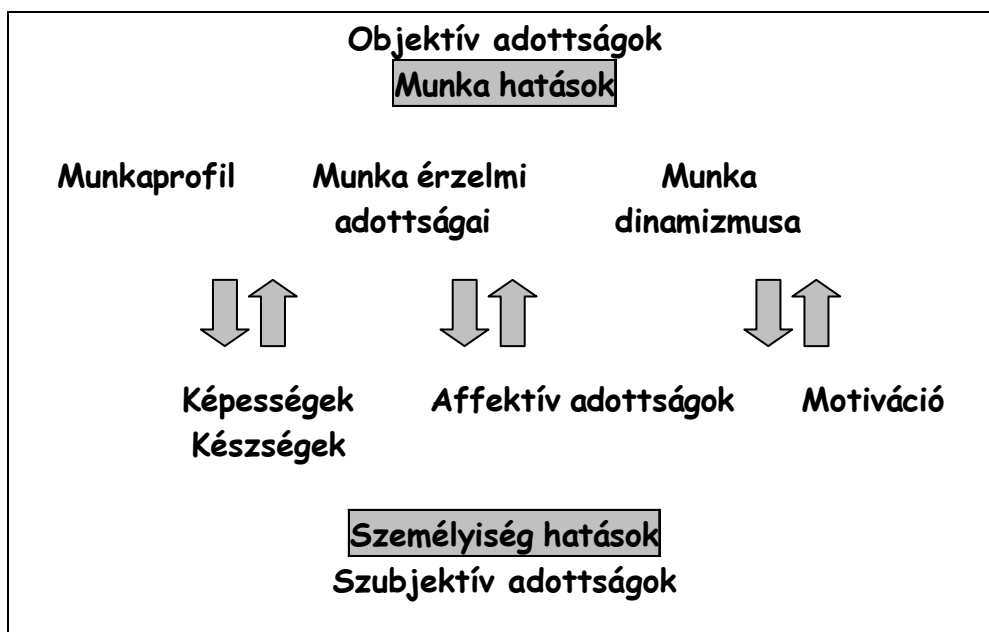 Objektív adottságok
Munka hatások
Munkaprofil
Munka érzelmi
adottságai
Munka
dinamizmusa
Képességek
Készségek
Affektív adottságok
Motiváció
Személyiség hatások
Szubjektív adottságok